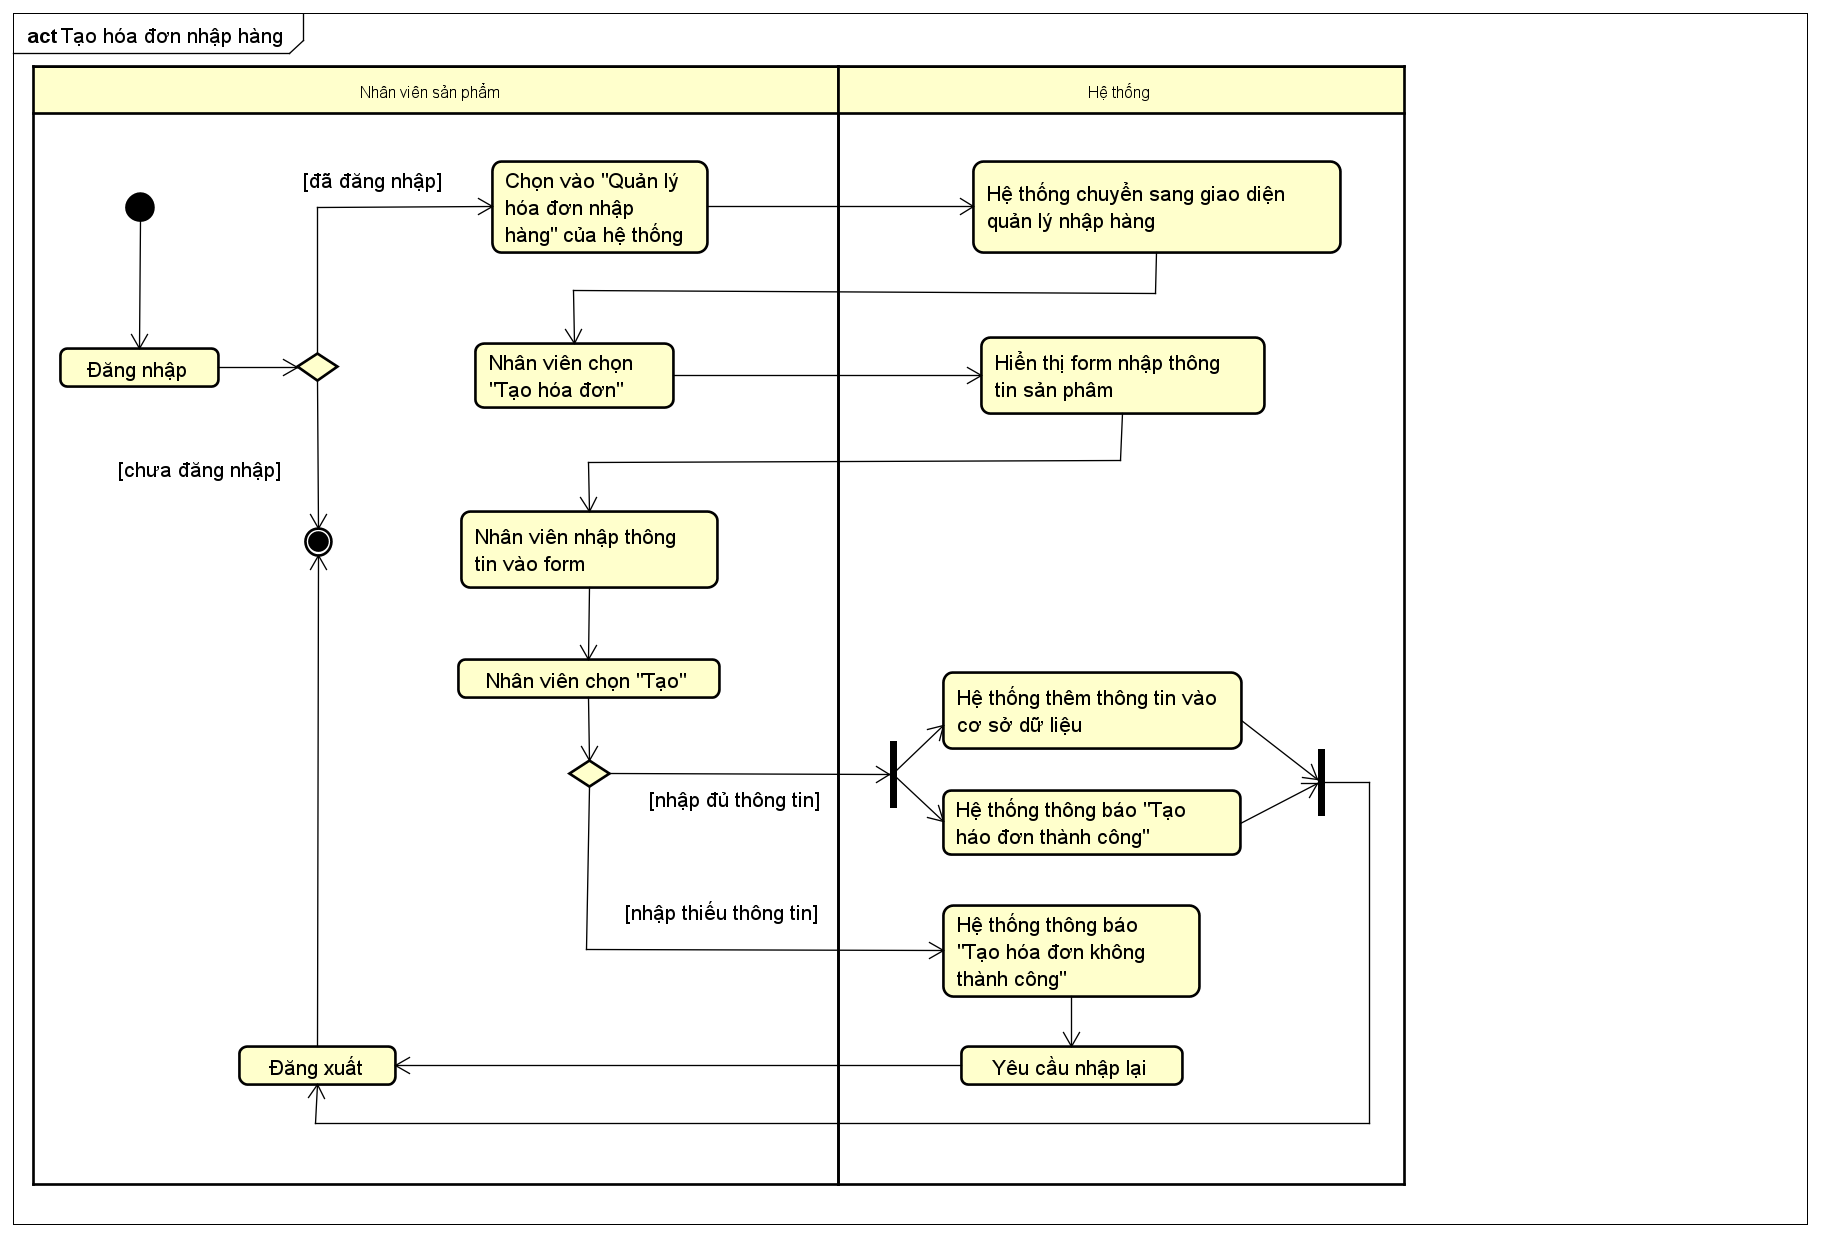 act Tạo hóa đơn nhập hàng
Nhân viên sản phẩm
Hệ thống
[đã đăng nhập]
Chọn vào "Quản lý
hóa đơn nhập
hàng" của hệ thống
Hệ thống chuyển sang giao diện
quản lý nhập hàng
Đăng nhập
Nhân viên chọn
"Tạo hóa đơn"
Hiển thị form nhập thông
tin sản phâm
[chưa đăng nhập]
Nhân viên nhập thông
tin vào form
Nhân viên chọn "Tạo"
Hệ thống thêm thông tin vào
cơ sở dữ liệu
[nhập đủ thông tin]
Hệ thống thông báo "Tạo
háo đơn thành công"
[nhập thiếu thông tin]
Hệ thống thông báo
"Tạo hóa đơn không
thành công"
Đăng xuất
Yêu cầu nhập lại